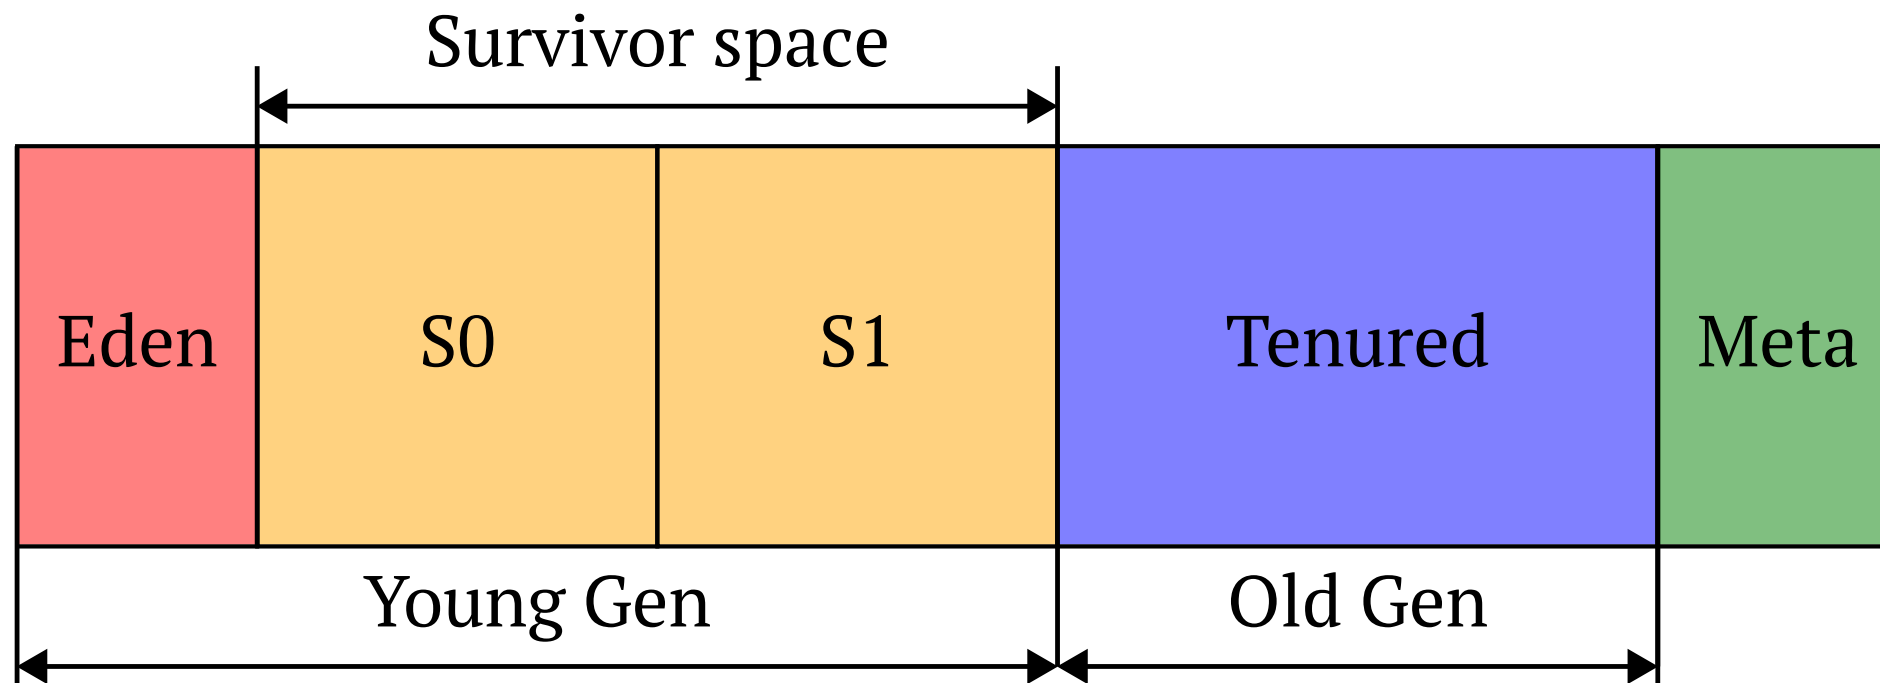 Survivor space
Eden
S0
S1
Tenured
Meta
Young Gen
Old Gen